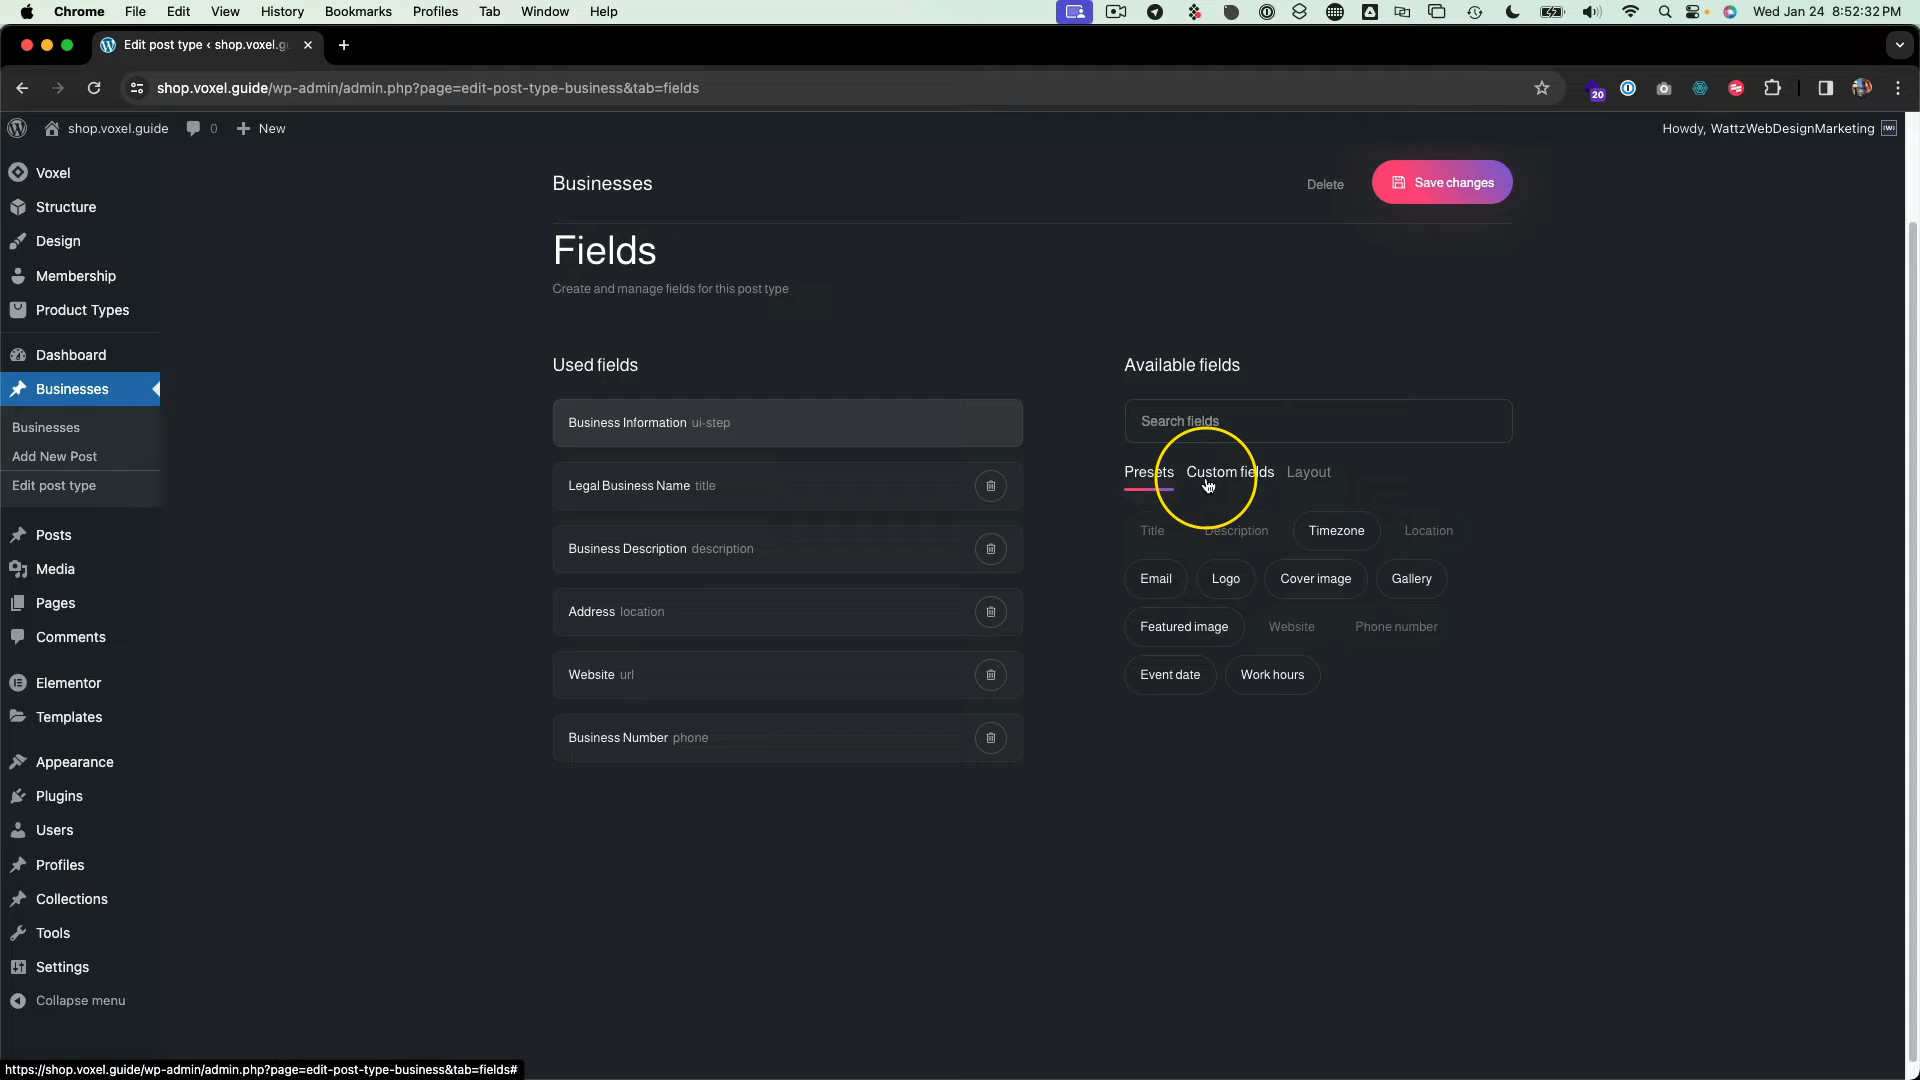 Chrome File Edit View History Bookmarks Profiles Tab Window Help Wed Jan 24 8:52:32 PM
Edit post type ‹ shop.voxel.g
shop.voxel.guide/wp-admin/admin.php?page=edit-post-type-business&tab=fields
20
shop.voxel.guide 0 New Howdy, WattzWebDesignMarketing
Voxel
Structure
Design
Membership
Product Types
Dashboard
Businesses
Businesses
Add New Post
Edit post type
Posts
Media
Pages
Comments
Elementor
Templates
Appearance
Plugins
Users
Profiles
Collections
Tools
Settings
Collapse menu
Businesses Delete Save changes
Fields
Create and manage fields for this post type
Used fields
Business Information ui-step
Legal Business Name title
Business Description description
Address location
Website url
Business Number phone
Available fields
Search fields
Presets Custom fields Layout
Title Description Timezone Location
Email Logo Cover image Gallery
Featured image Website Phone number
Event date Work hours
https://shop.voxel.guide/wp-admin/admin.php?page=edit-post-type-business&tab=fields#